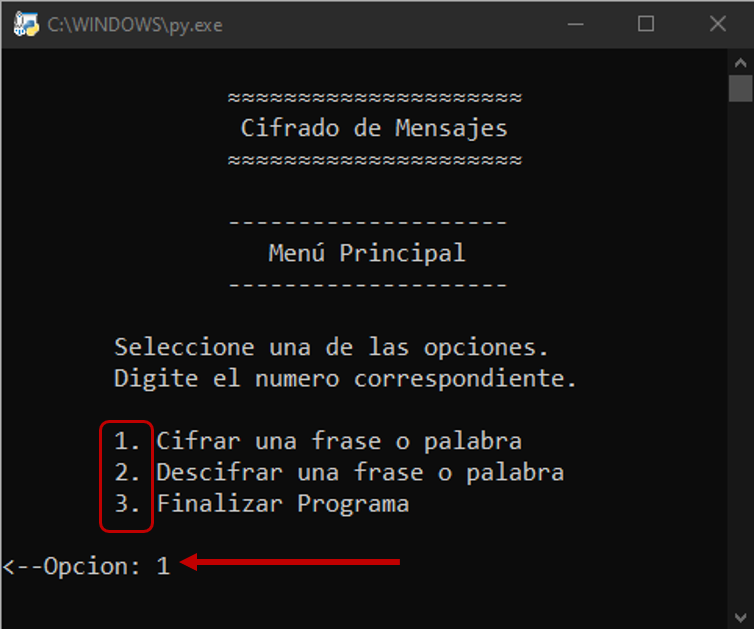 C:\WINDOWS\py.exe
≈≈≈≈≈≈≈≈≈≈≈≈≈≈≈≈≈≈≈≈≈
Cifrado de Mensajes
≈≈≈≈≈≈≈≈≈≈≈≈≈≈≈≈≈≈≈≈≈
--------------------
Menú Principal
--------------------
Seleccione una de las opciones.
Digite el numero correspondiente.
1. Cifrar una frase o palabra
2. Descifrar una frase o palabra
3. Finalizar Programa
<--Opcion: 1